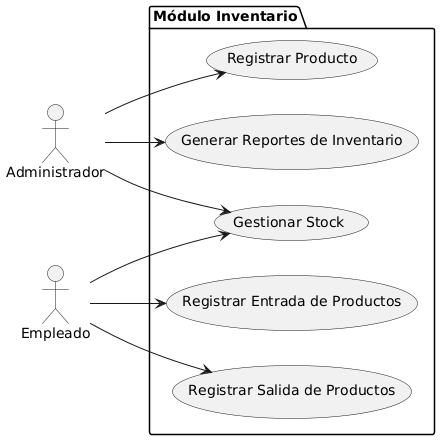 Módulo Inventario
Registrar Producto
Generar Reportes de Inventario
Administrador
Gestionar Stock
Registrar Entrada de Productos
Empleado
Registrar Salida de Productos